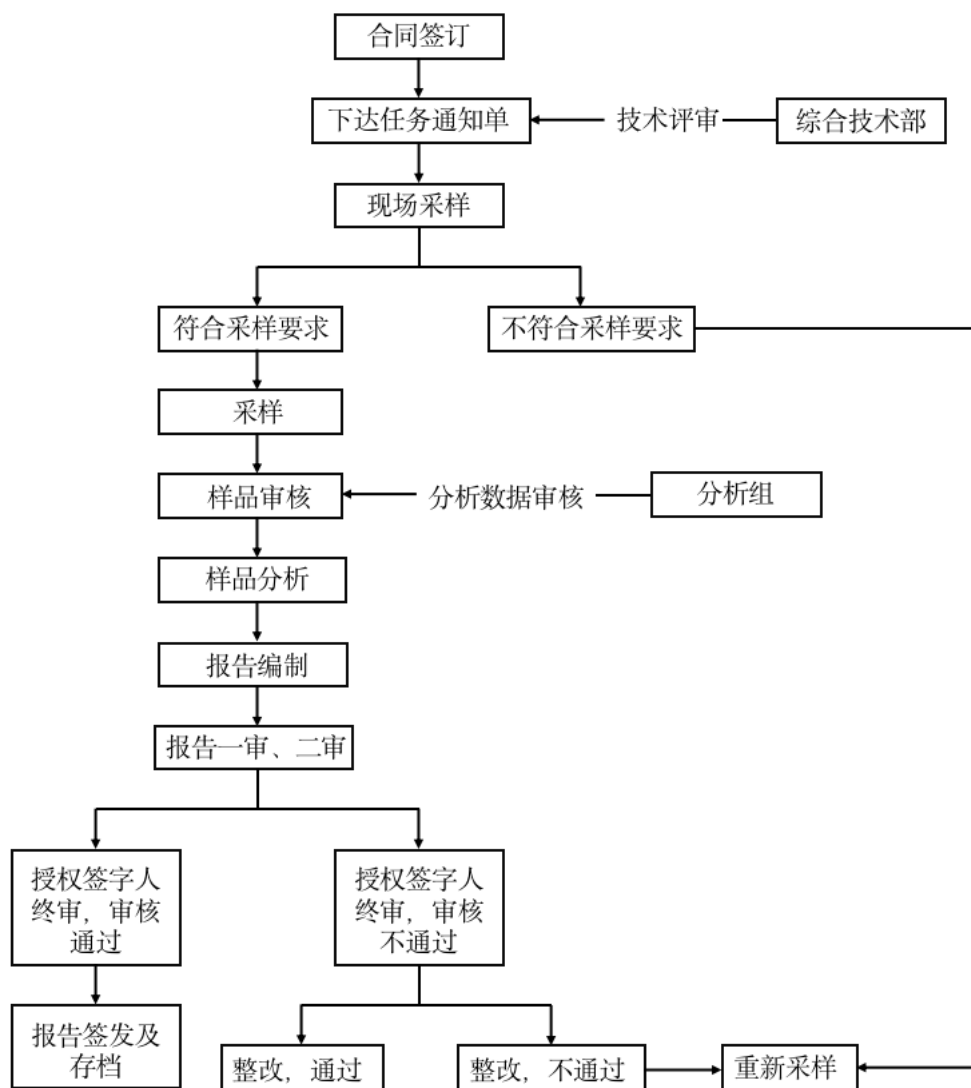 合同签订
下达任务通知单
技术评审
综合技术部
现场采样
符合采样要求
不符合采样要求
采样
样品审核
分析数据审核
分析组
样品分析
报告编制
报告一审、二审
授权签字人
终审，审核
通过
授权签字人
终审，审核
不通过
报告签发及
存档
整改，通过
整改，不通过
重新采样